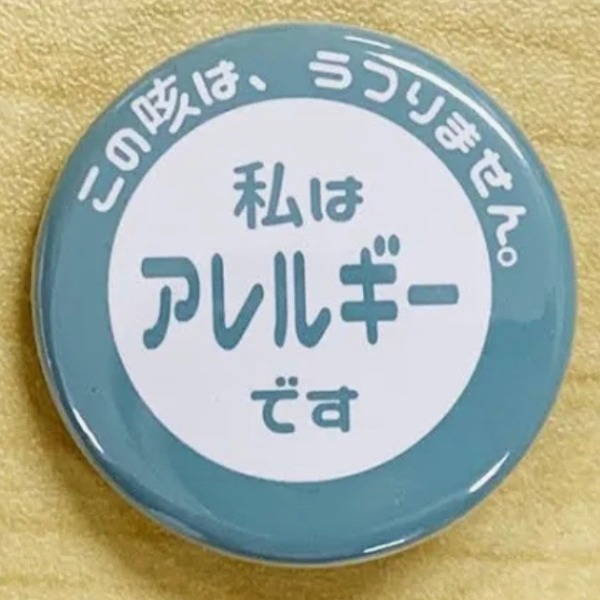 この咳は、うつりません。
私は
アレルギー
です